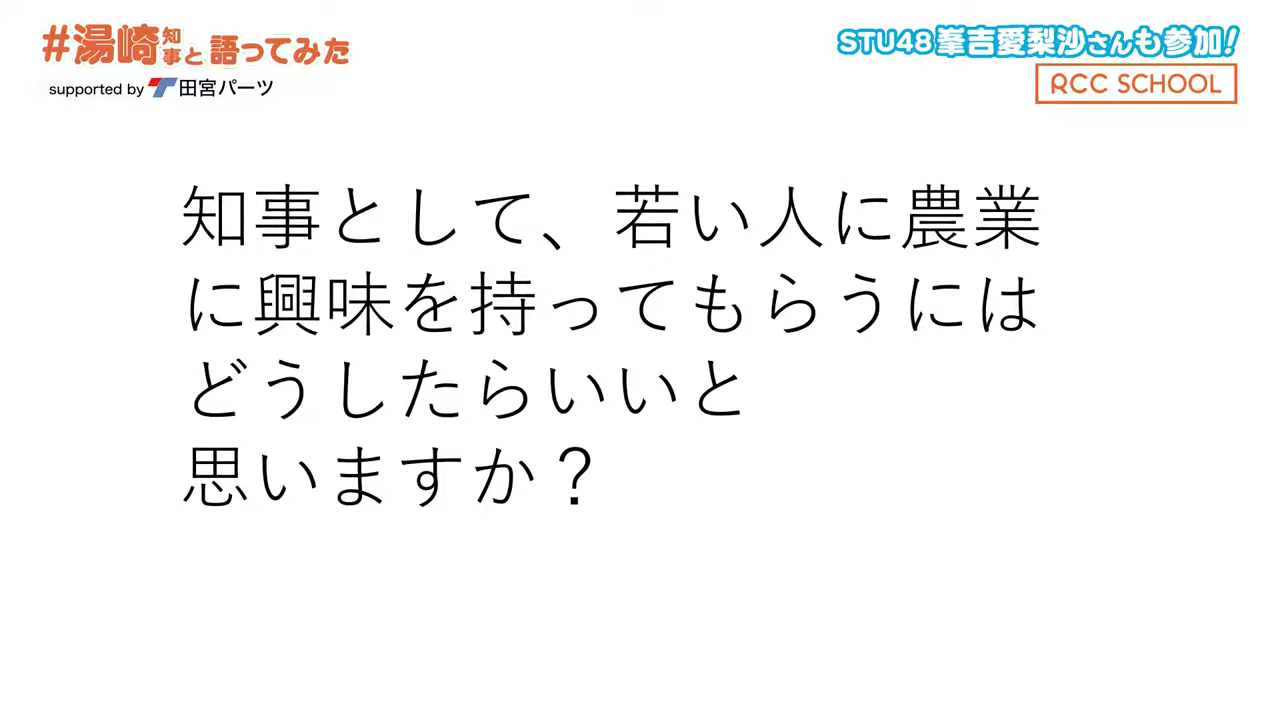 #湯崎知事と語ってみた
supported by 田宮パーツ
STU48峯吉愛梨沙さんも参加!
RCC SCHOOL
知事として、若い人に農業
に興味を持ってもらうには
どうしたらいいと
思いますか？